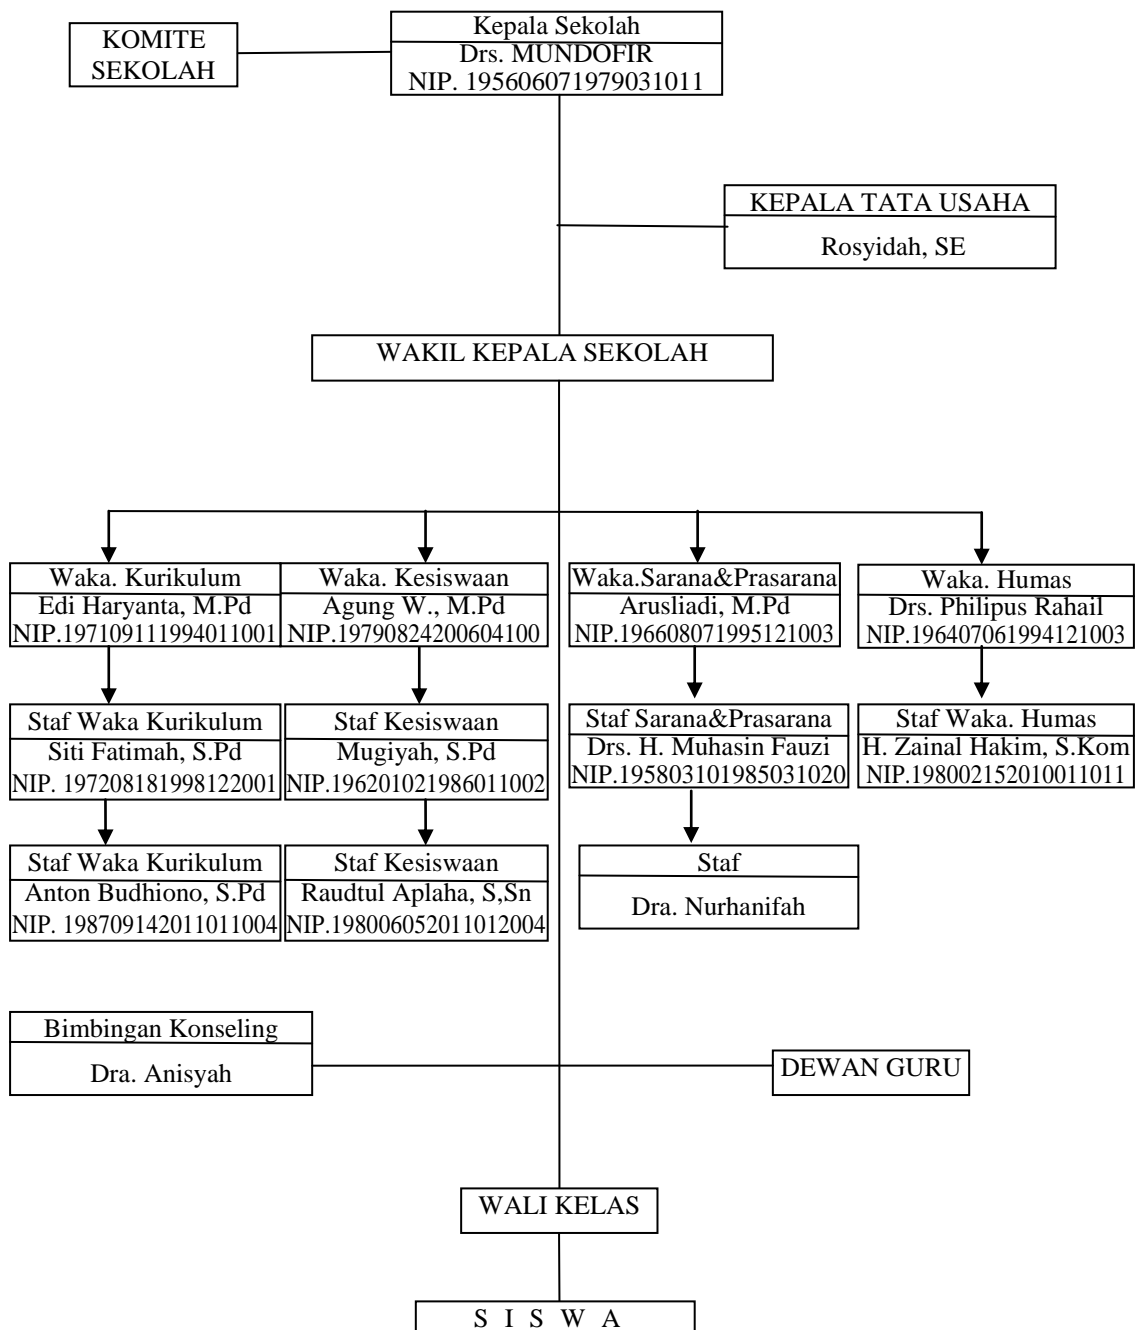 KOMITE
SEKOLAH
Kepala Sekolah
Drs. MUNDOFIR
NIP. 195606071979031011
KEPALA TATA USAHA
Rosyidah, SE
WAKIL KEPALA SEKOLAH
Waka. Kurikulum
Edi Haryanta, M.Pd
NIP.197109111994011001
Waka. Kesiswaan
Agung W., M.Pd
NIP.19790824200604100
Waka.Sarana&Prasarana
Arusliadi, M.Pd
NIP.196608071995121003
Waka. Humas
Drs. Philipus Rahail
NIP.196407061994121003
Staf Waka Kurikulum
Siti Fatimah, S.Pd
NIP. 197208181998122001
Staf Kesiswaan
Mugiyah, S.Pd
NIP.196201021986011002
Staf Sarana&Prasarana
Drs. H. Muhasin Fauzi
NIP.195803101985031020
Staf Waka. Humas
H. Zainal Hakim, S.Kom
NIP.198002152010011011
Staf Waka Kurikulum
Anton Budhiono, S.Pd
NIP. 198709142011011004
Staf Kesiswaan
Raudtul Aplaha, S,Sn
NIP.198006052011012004
Staf
Dra. Nurhanifah
Bimbingan Konseling
Dra. Anisyah
DEWAN GURU
WALI KELAS
S I S W A